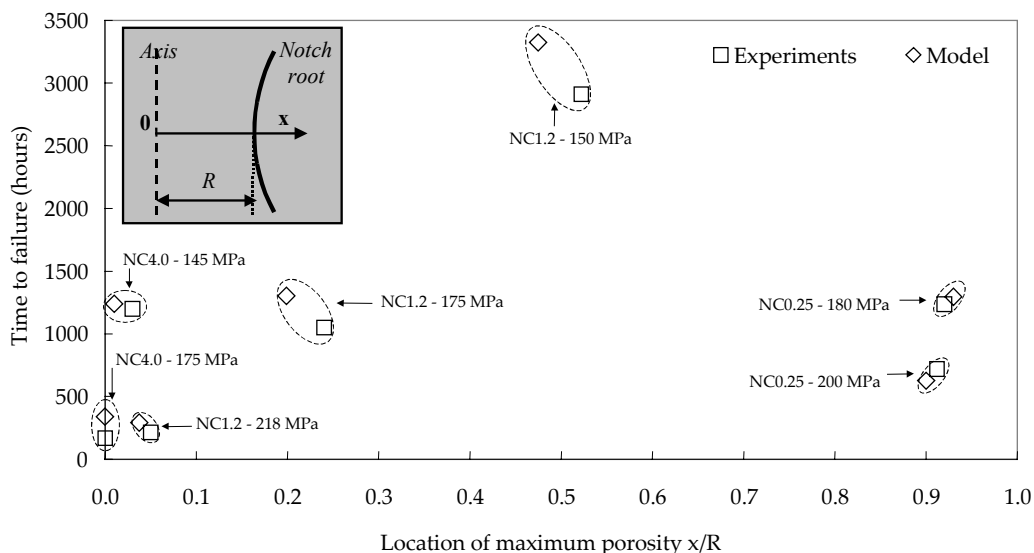 3500
3000
2500
2000
1500
1000
500
0
Time to failure (hours)
Axis
Notch
root
0
x
R
Experiments
Model
NC1.2 - 150 MPa
NC4.0 - 145 MPa
NC1.2 - 175 MPa
NC0.25 - 180 MPa
NC4.0 - 175 MPa
NC0.25 - 200 MPa
NC1.2 - 218 MPa
0.0 0.1 0.2 0.3 0.4 0.5 0.6 0.7 0.8 0.9 1.0
Location of maximum porosity x/R